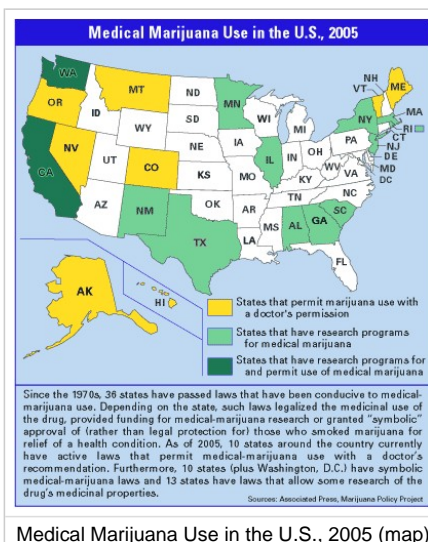 Medical Marijuana Use in the U.S., 2005
WA
OR
CA
NV
ID
MT
WY
UT
AZ
CO
NM
ND
SD
NE
KS
OK
TX
MN
IA
MO
AR
LA
WI
IL
MI
IN
OH
KY
TN
MS
AL
GA
SC
NC
FL
WV
VA
PA
NY
VT
NH
ME
MA
RI
CT
NJ
DE
MD
DC
AK
HI
States that permit marijuana use with
a doctor's permission
States that have research programs
for medical marijuana
States that have research programs for
and permit use of medical marijuana
Since the 1970s, 36 states have passed laws that have been conducive to medical-
marijuana use. Depending on the state, such laws legalized the medicinal use of
the drug, provided funding for medical-marijuana research or granted “symbolic”
approval of (rather than legal protection for) those who smoked marijuana for
relief of a health condition. As of 2005, 10 states around the country currently
have active laws that permit medical-marijuana use with a doctor's
recommendation. Furthermore, 10 states (plus Washington, D.C.) have symbolic
medical-marijuana laws and 13 states have laws that allow some research of the
drug's medicinal properties.
Sources: Associated Press, Marijuana Policy Project
Medical Marijuana Use in the U.S., 2005 (map)